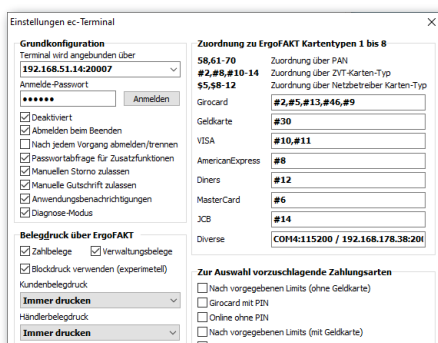 Einstellungen ec-Terminal
Grundkonfiguration
Terminal wird angebunden über
192.168.51.14:20007
Anmelde-Passwort
●●●●●●
Anmelden
Deaktiviert
Abmelden beim Beenden
Nach jedem Vorgang abmelden/trennen
Passwortabfrage für Zusatzfunktionen
Manuellen Storno zulassen
Manuelle Gutschrift zulassen
Anwendungsbenachrichtigungen
Diagnose-Modus
Belegdruck über ErgoFAKT
Zahlbelege Verwaltungsbelege
Blockdruck verwenden (experimetell)
Kundenbelegdruck
Immer drucken
Händlerbelegdruck
Immer drucken
Zuordnung zu ErgoFAKT Kartentypen 1 bis 8
58,61-70 Zuordnung über PAN
#2,#8,#10-14 Zuordnung über ZVT-Karten-Typ
$5,$8-12 Zuordnung über Netzbetreiber Karten-Typ
Girocard #2,#5,#13,#46,#9
Geldkarte #30
VISA #10,#11
AmericanExpress #8
Diners #12
MasterCard #6
JCB #14
Diverse COM4:115200 / 192.168.178.38:200
Zur Auswahl vorzuschlagende Zahlungsarten
Nach vorgegebenen Limits (ohne Geldkarte)
Girocard mit PIN
Online ohne PIN
Nach vorgegebenen Limits (mit Geldkarte)